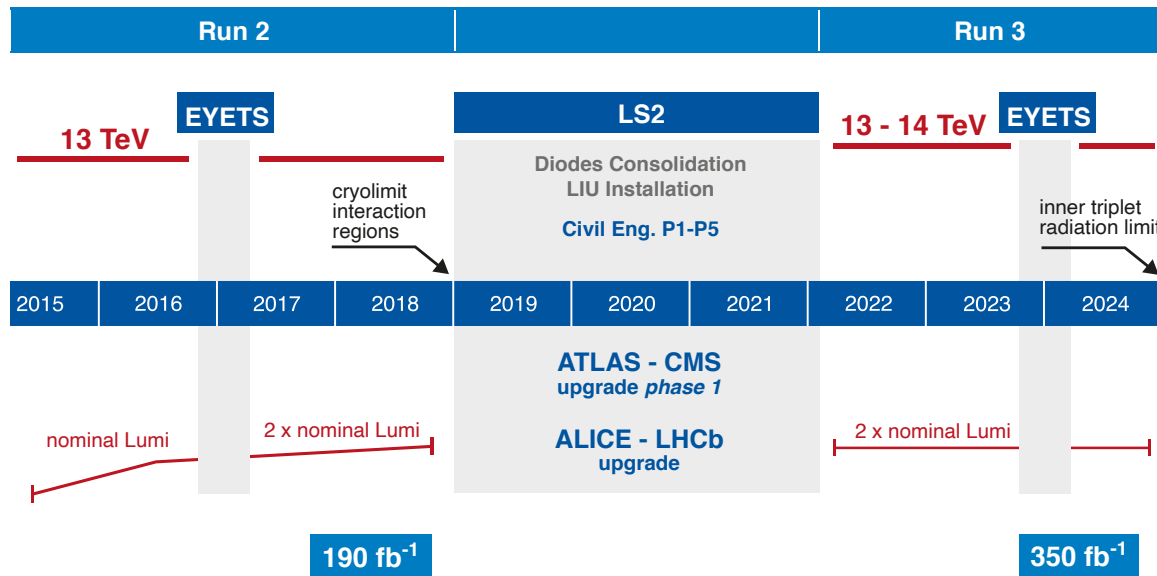 Run 2
Run 3
EYETS
LS2
EYETS
13 TeV
13 - 14 TeV
Diodes Consolidation
LIU Installation
Civil Eng. P1-P5
cryolimit
interaction
regions
inner triplet
radiation limit
2015 2016 2017 2018 2019 2020 2021 2022 2023 2024
ATLAS - CMS
upgrade phase 1
ALICE - LHCb
upgrade
nominal Lumi
2 x nominal Lumi
2 x nominal Lumi
190 fb⁻¹
350 fb⁻¹